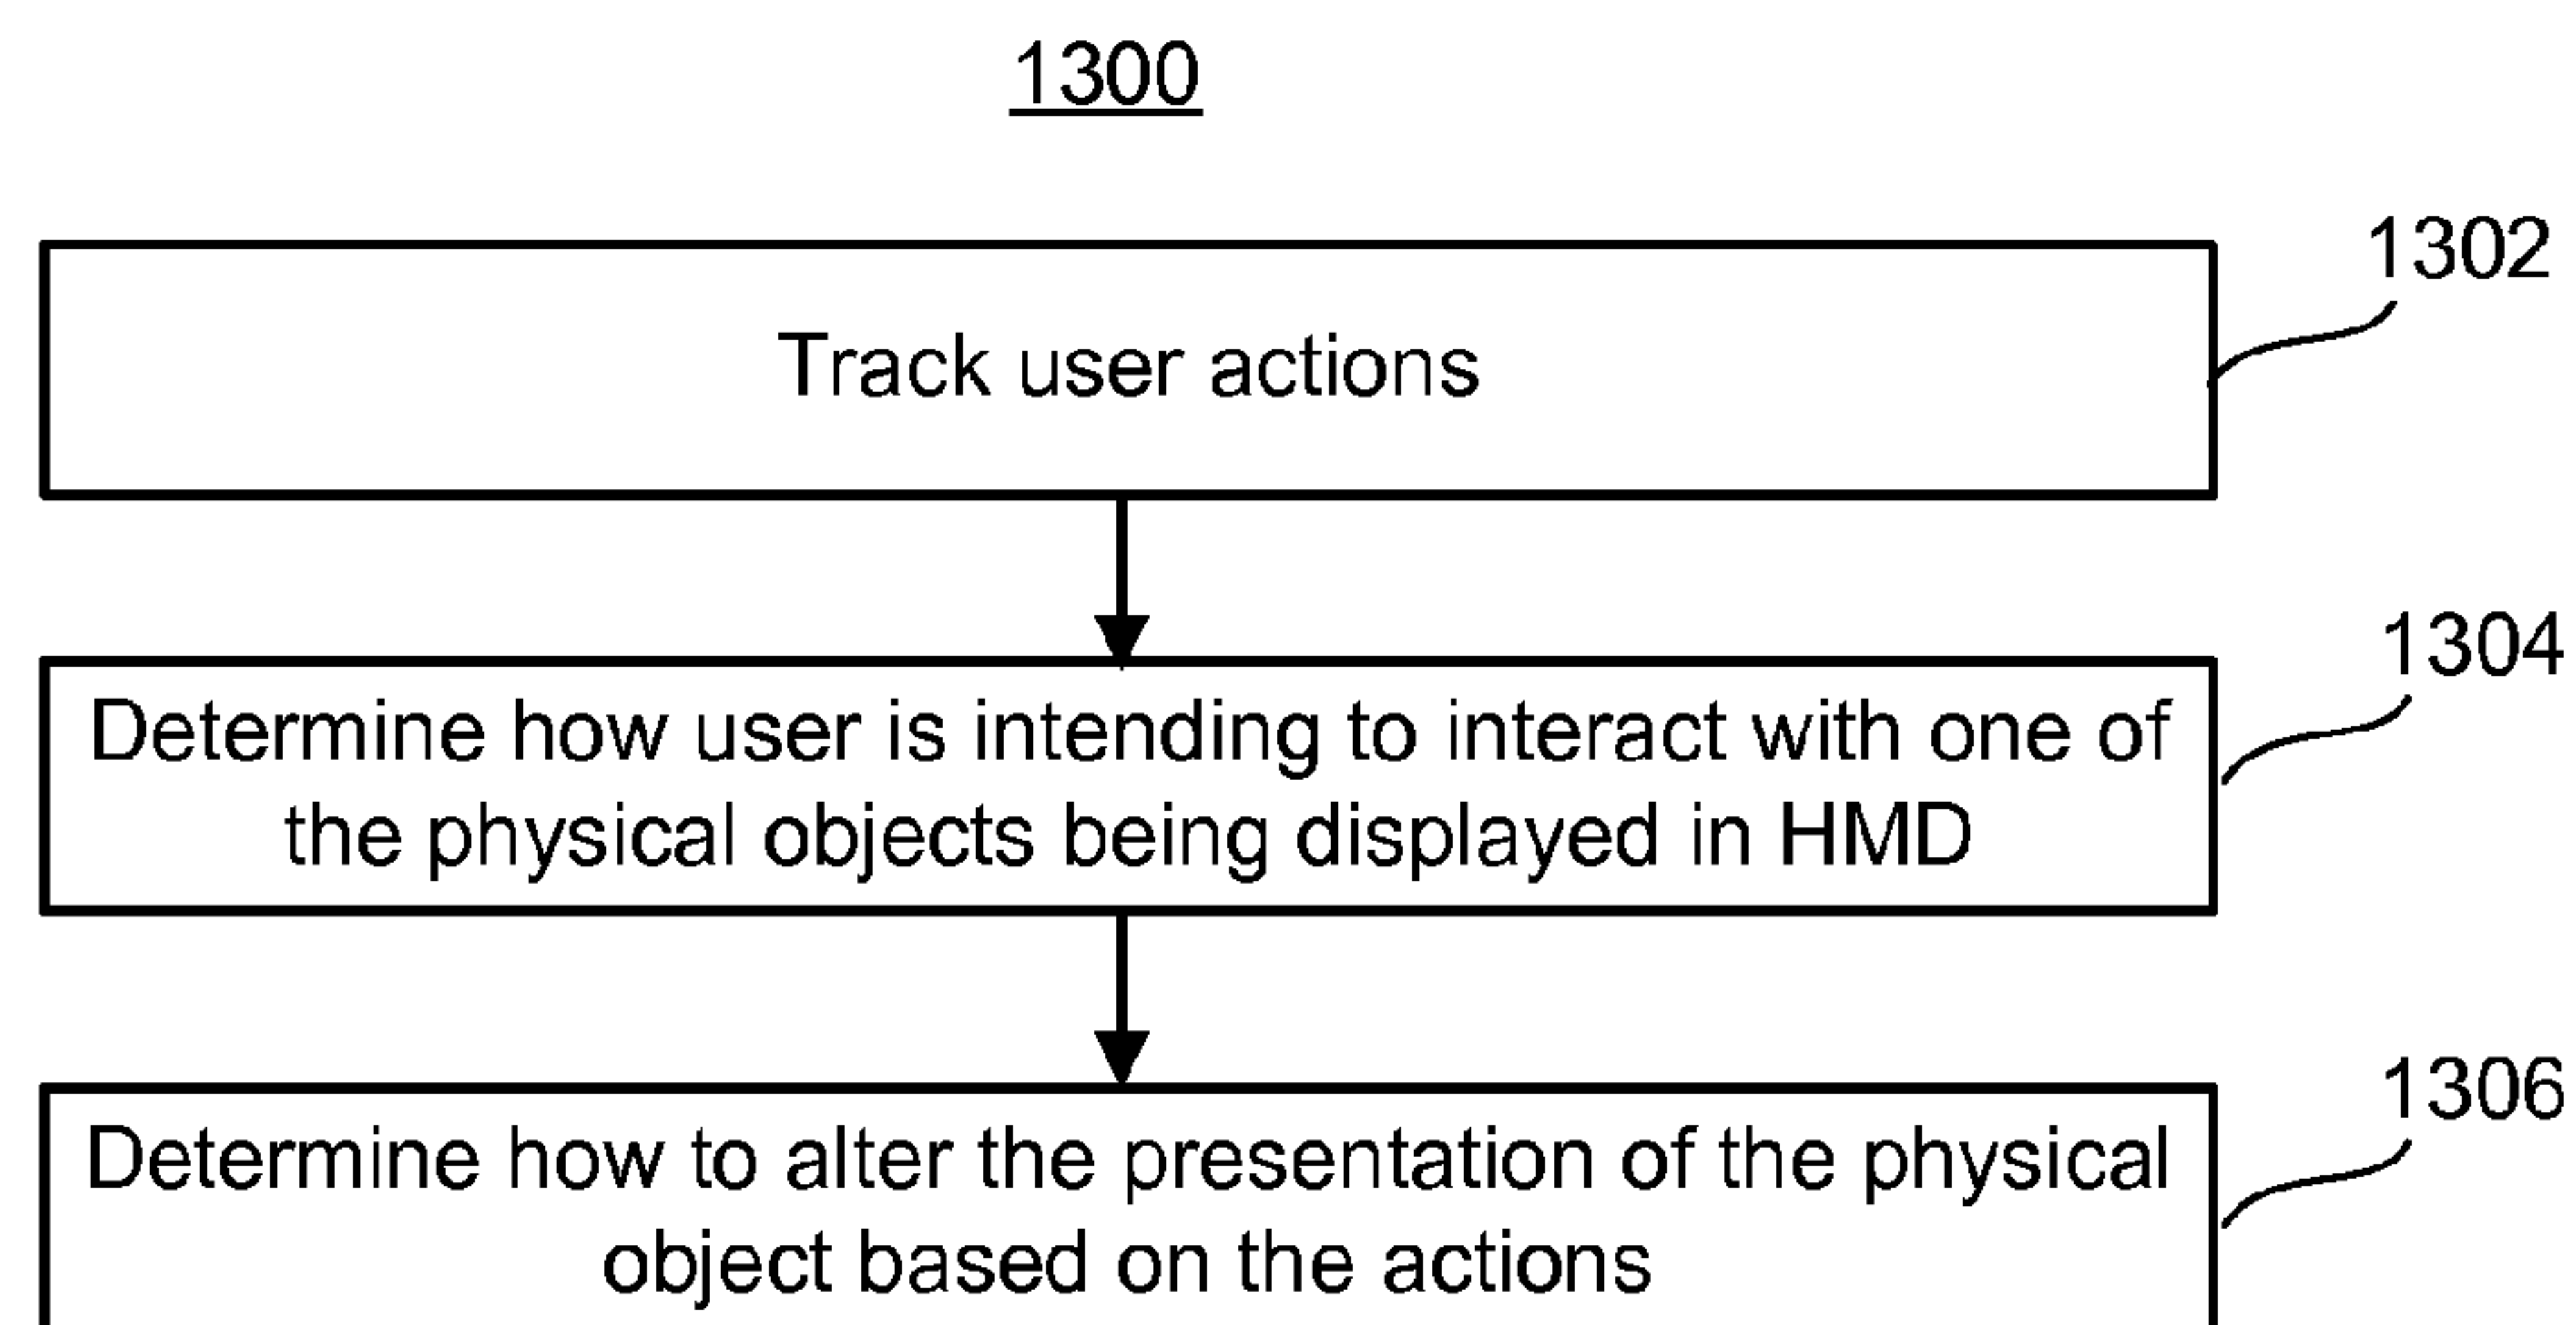 1300
1302
Track user actions
1304
Determine how user is intending to interact with one of
the physical objects being displayed in HMD
1306
Determine how to alter the presentation of the physical
object based on the actions